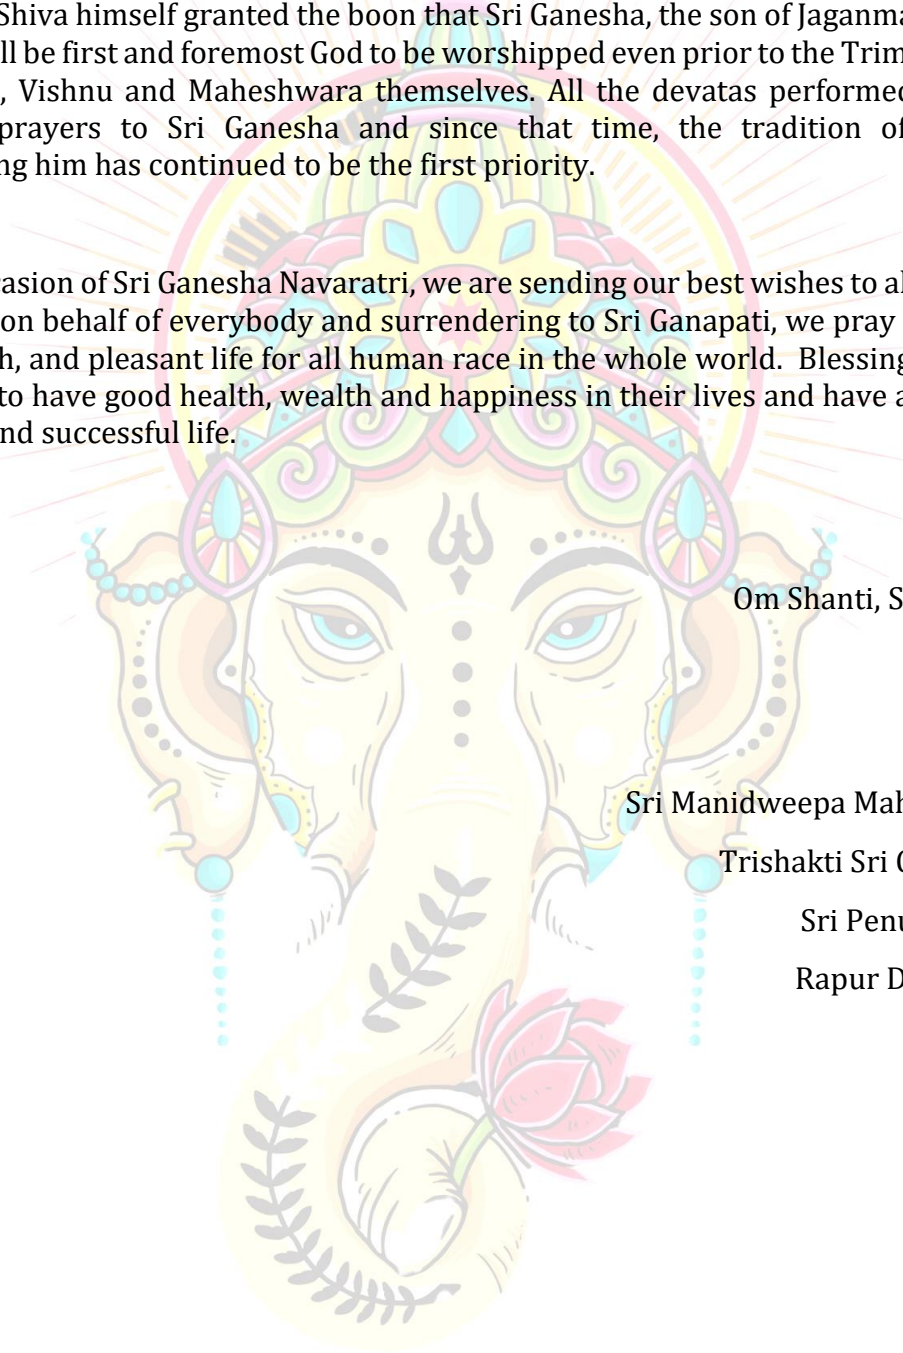 Shiva himself granted the boon that Sri Ganesha, the son of Jaganma
ll be first and foremost God to be worshipped even prior to the Trim
, Vishnu and Maheshwara themselves. All the devatas performed
prayers to Sri Ganesha and since that time, the tradition of
ng him has continued to be the first priority.
asion of Sri Ganesha Navaratri, we are sending our best wishes to al
on behalf of everybody and surrendering to Sri Ganapati, we pray
h, and pleasant life for all human race in the whole world. Blessing
to have good health, wealth and happiness in their lives and have a
nd successful life.
Om Shanti, S
Sri Manidweepa Mah
Trishakti Sri
Sri Penu
Rapur D